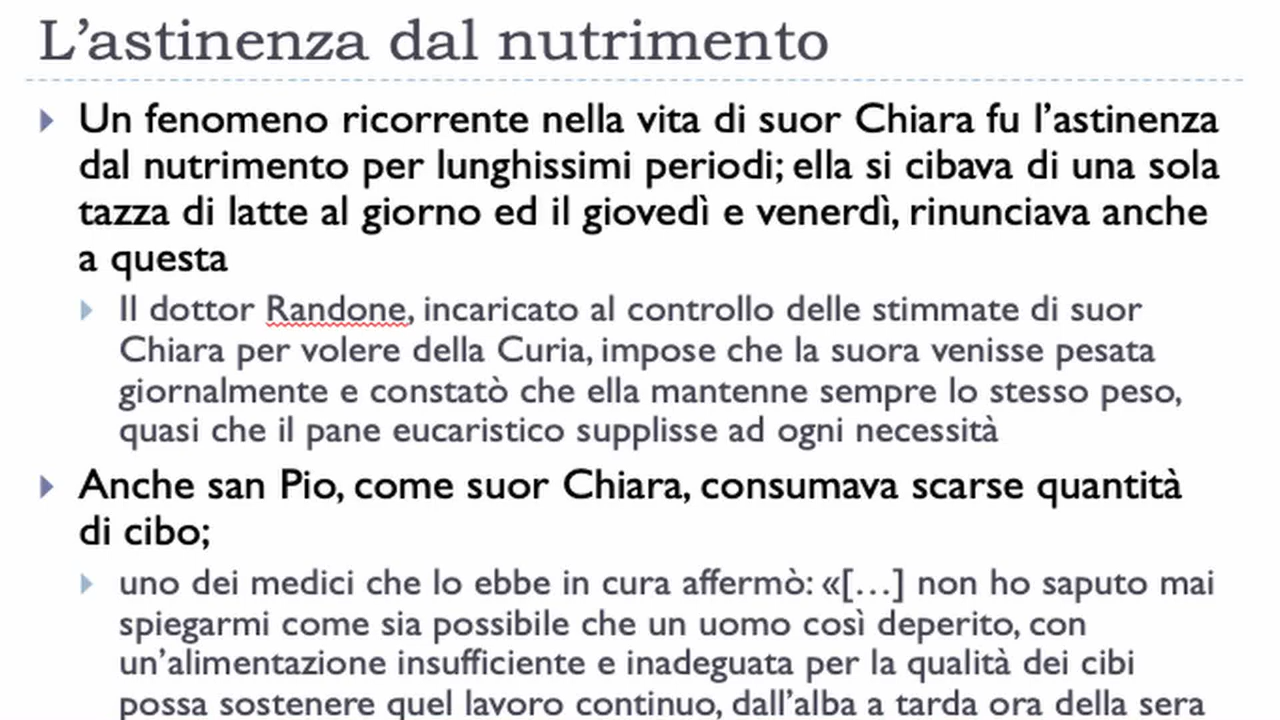 L’astinenza dal nutrimento
Un fenomeno ricorrente nella vita di suor Chiara fu l’astinenza
dal nutrimento per lunghissimi periodi; ella si cibava di una sola
tazza di latte al giorno ed il giovedì e venerdì, rinunciava anche
a questa
Il dottor Randone, incaricato al controllo delle stimmate di suor
Chiara per volere della Curia, impose che la suora venisse pesata
giornalmente e constatò che ella mantenne sempre lo stesso peso,
quasi che il pane eucaristico supplisse ad ogni necessità
Anche san Pio, come suor Chiara, consumava scarse quantità
di cibo;
uno dei medici che lo ebbe in cura affermò: «[…] non ho saputo mai
spiegarmi come sia possibile che un uomo così deperito, con
un’alimentazione insufficiente e inadeguata per la qualità dei cibi
possa sostenere quel lavoro continuo, dall’alba a tarda ora della sera